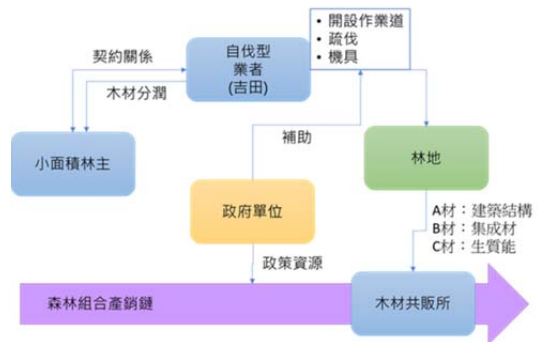 • 開設作業道
• 疏伐
• 機具
自伐型
業者
(吉田)
契約關係
木材分潤
小面積林主
補助
林地
政府單位
A材：建築結構
B材：集成材
C材：生質能
政策資源
森林組合產銷鏈
木材共販所